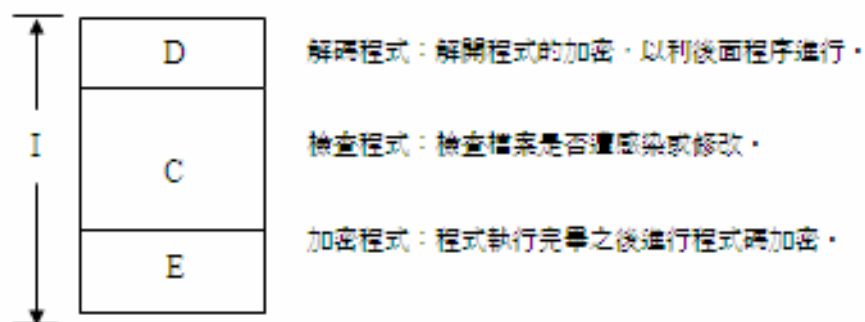 D
解碼程式：解開程式的加密，以利後面程序進行。
I
C
檢查程式：檢查檔案是否遭感染或修改。
E
加密程式：程式執行完畢之後進行程式碼加密。